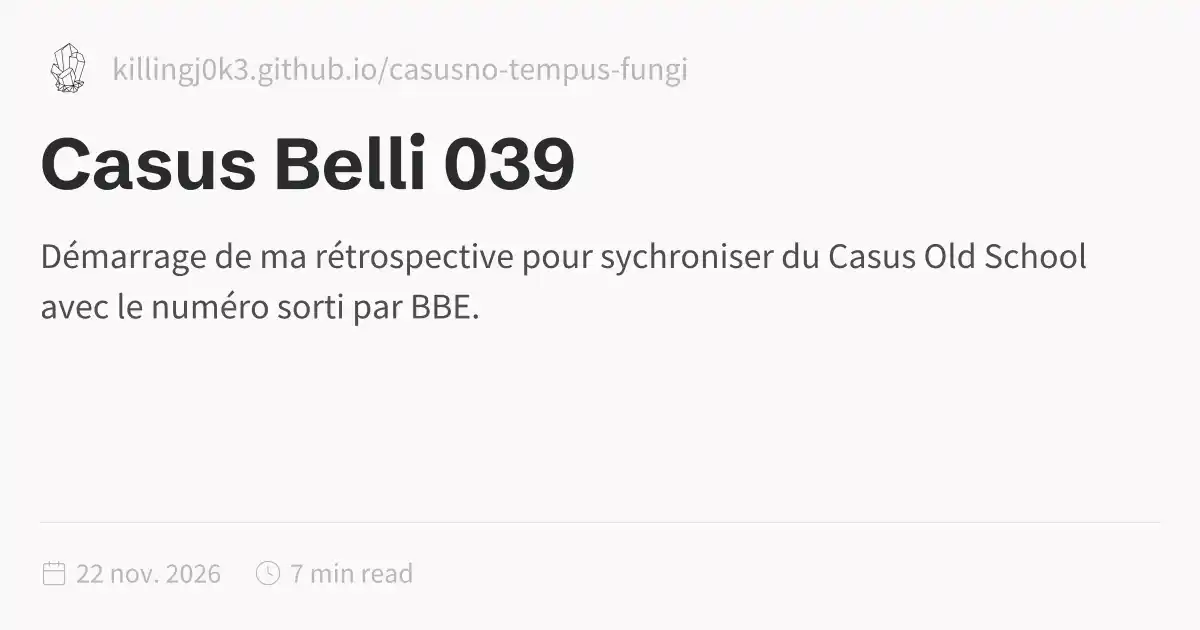 killingj0k3.github.io/casusno-tempus-fungi
Casus Belli 039
Démarrage de ma rétrospective pour sychroniser du Casus Old School
avec le numéro sorti par BBE.
22 nov. 2026 7 min read